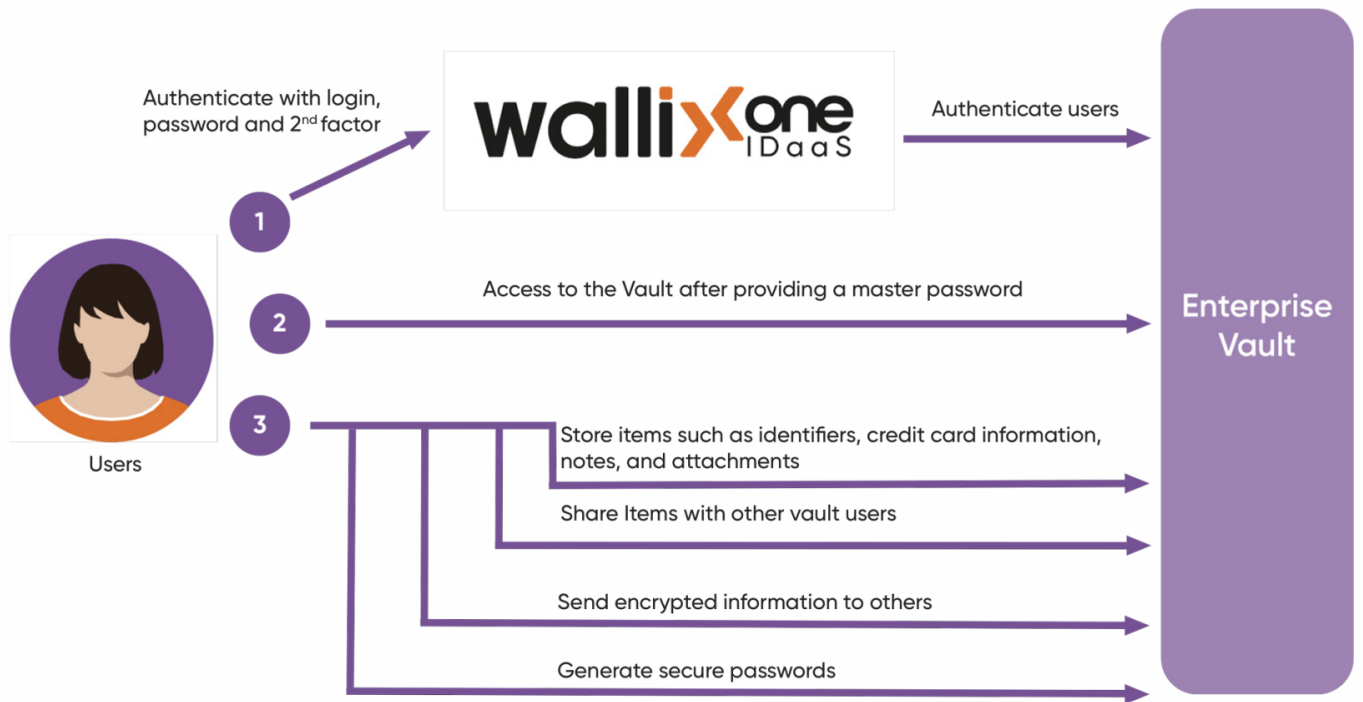 Authenticate with login,
password and 2nd factor
wallix one
IDaaS
Authenticate users
1
2
Access to the Vault after providing a master password
Enterprise
Vault
3
Users
Store items such as identifiers, credit card information,
notes, and attachments
Share Items with other vault users
Send encrypted information to others
Generate secure passwords